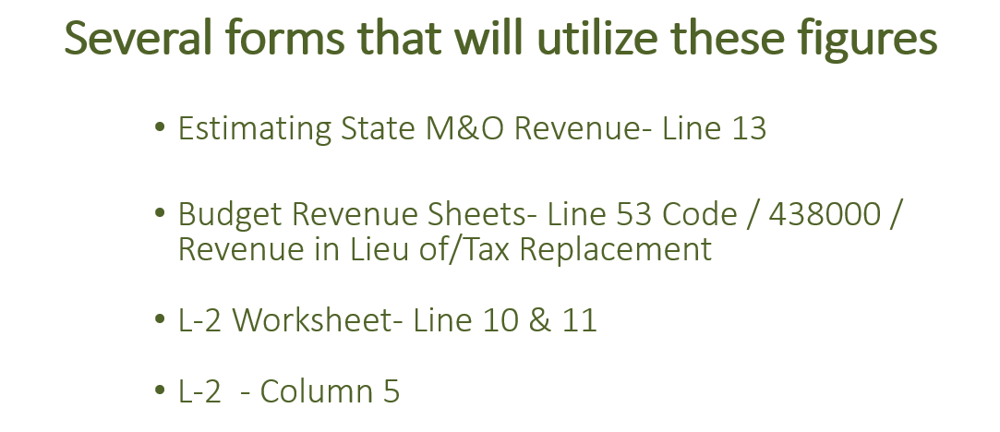 Several forms that will utilize these figures
• Estimating State M&O Revenue- Line 13
• Budget Revenue Sheets- Line 53 Code / 438000 /
Revenue in Lieu of/Tax Replacement
• L-2 Worksheet- Line 10 & 11
• L-2  - Column 5